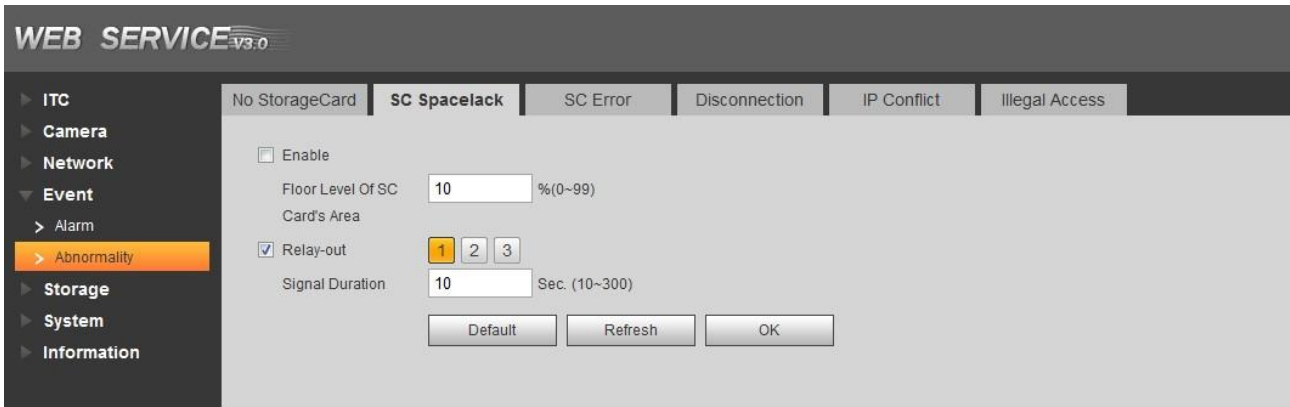 WEB SERVICE V3.0
ITC
Camera
Network
Event
Alarm
Abnormality
Storage
System
Information
No StorageCard SC Spacelack SC Error Disconnection IP Conflict Illegal Access
Enable
Floor Level Of SC 10 %(0~99)
Card's Area
Relay-out 1 2 3
Signal Duration 10 Sec. (10~300)
Default Refresh OK